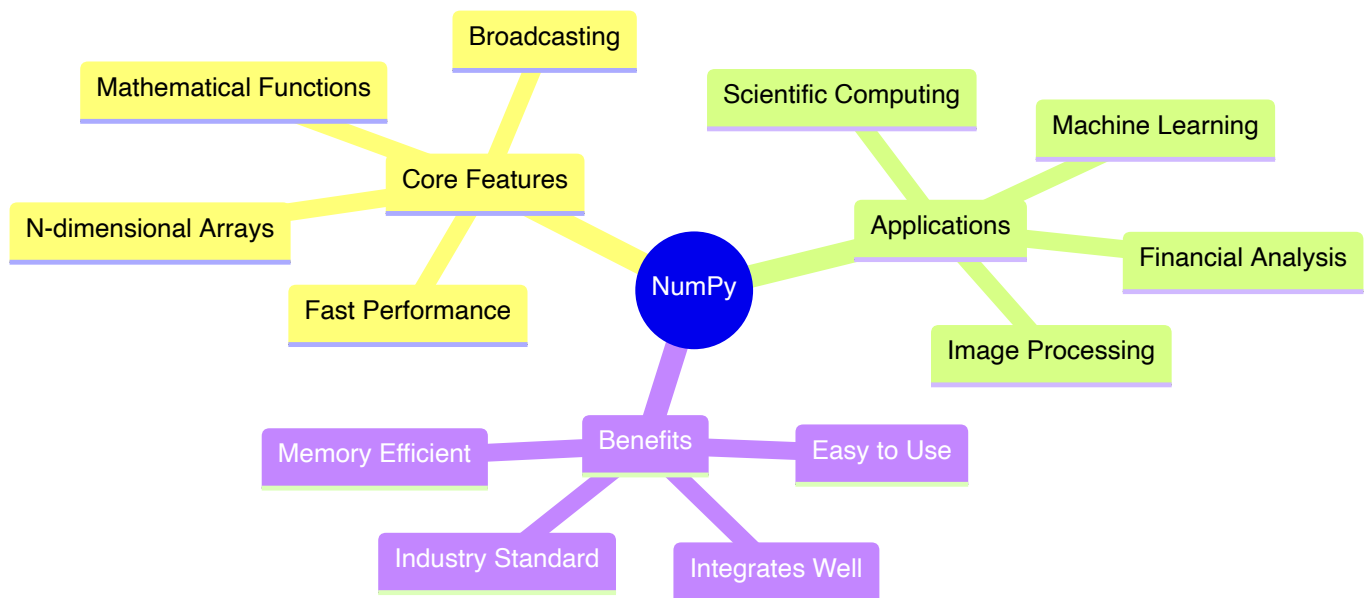 Broadcasting
Mathematical Functions
Core Features
N-dimensional Arrays
Fast Performance
NumPy
Scientific Computing
Machine Learning
Applications
Financial Analysis
Image Processing
Benefits
Memory Efficient
Easy to Use
Industry Standard
Integrates Well